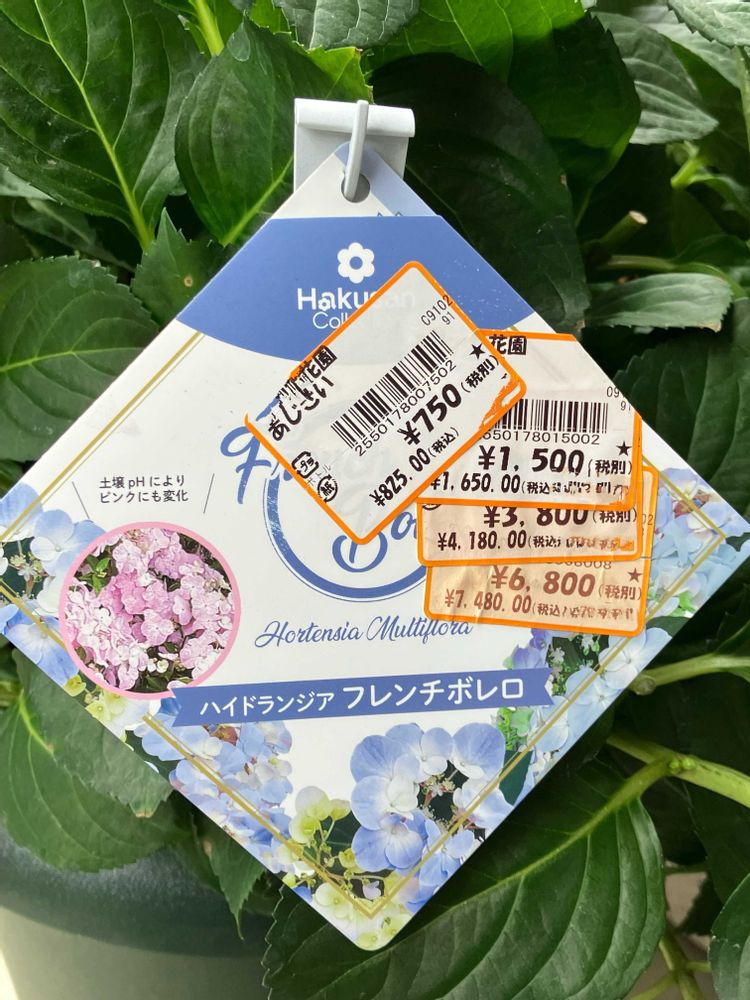 Hakusan
花園
あじさい
09102
91
2550178007502
★
¥750(税別)
¥825.00(税込)
花園
91
550178015002
★
¥1,500(税別)
¥1,650.00(税込
¥3,800(税別)
¥4,180.00(税込
★
¥6,800(税別)
¥7,480.00(税込
土壌pHにより
ピンクにも変化
Hortensia Multiflora
ハイドランジア フレンチボレロ